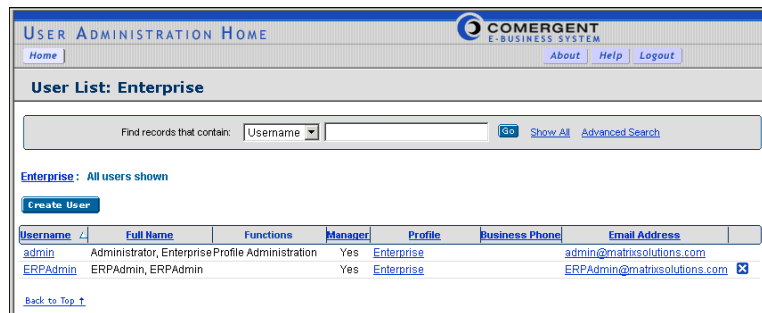 USER ADMINISTRATION HOME
COMERGENT
E-BUSINESS SYSTEM
Home About Help Logout
User List: Enterprise
Find records that contain: Username Go Show All Advanced Search
Enterprise : All users shown
Create User
Username Full Name Functions Manager Profile Business Phone Email Address
admin Administrator, Enterprise Profile Administration Yes Enterprise admin@matrixsolutions.com
ERPAdmin ERPAdmin, ERPAdmin Yes Enterprise ERPAdmin@matrixsolutions.com
Back to Top ↑